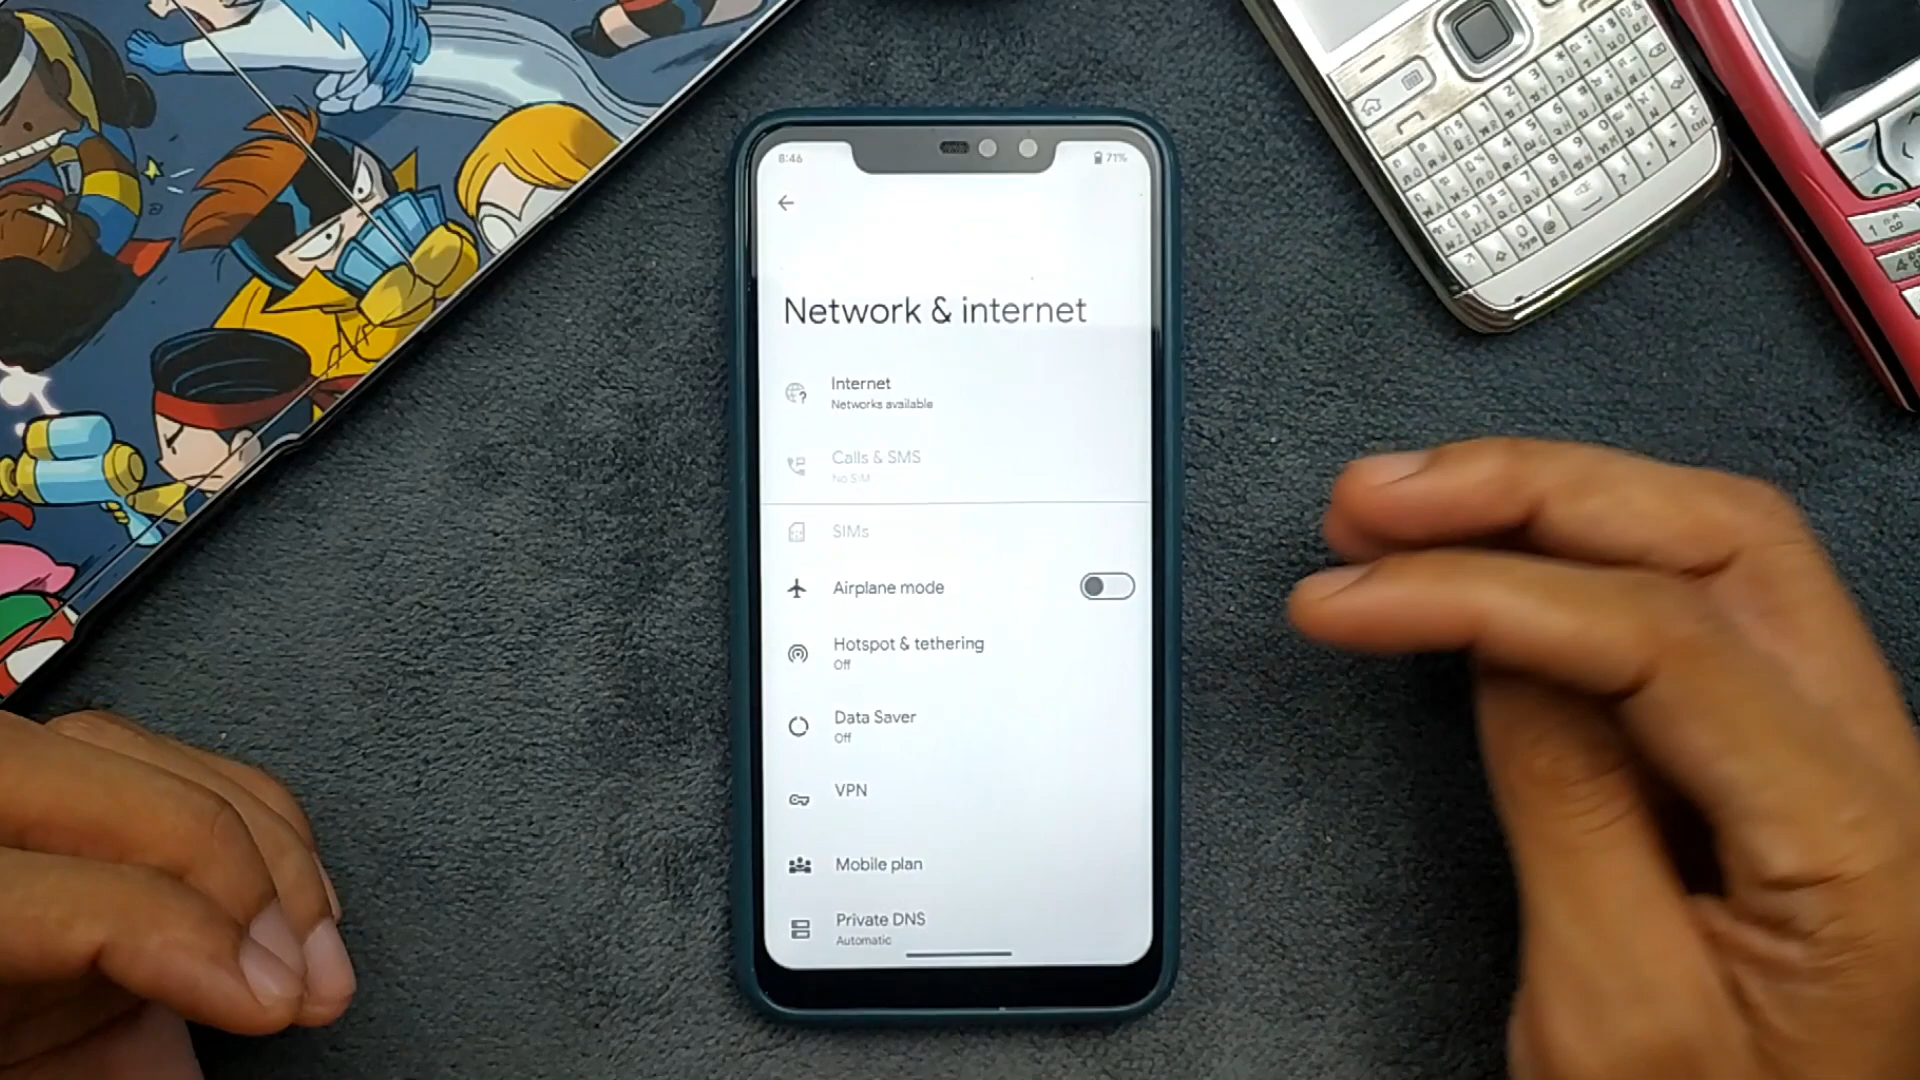 8:46
71%
Network & internet
Internet
Networks available
Calls & SMS
No SIM
SIMs
Airplane mode
Hotspot & tethering
Off
Data Saver
Off
VPN
Mobile plan
Private DNS
Automatic